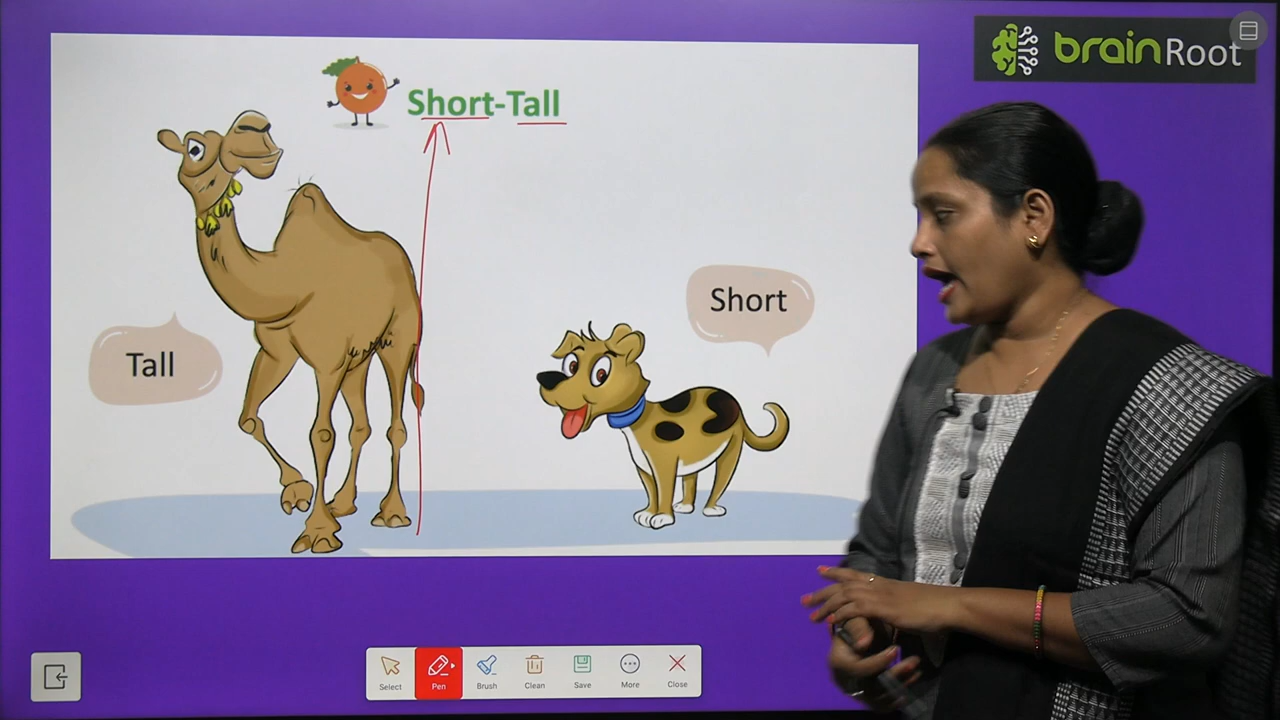 brainRoot
Short-Tall
Short
Tall
Select
Pen
Brush
Clean
Save
More
Close